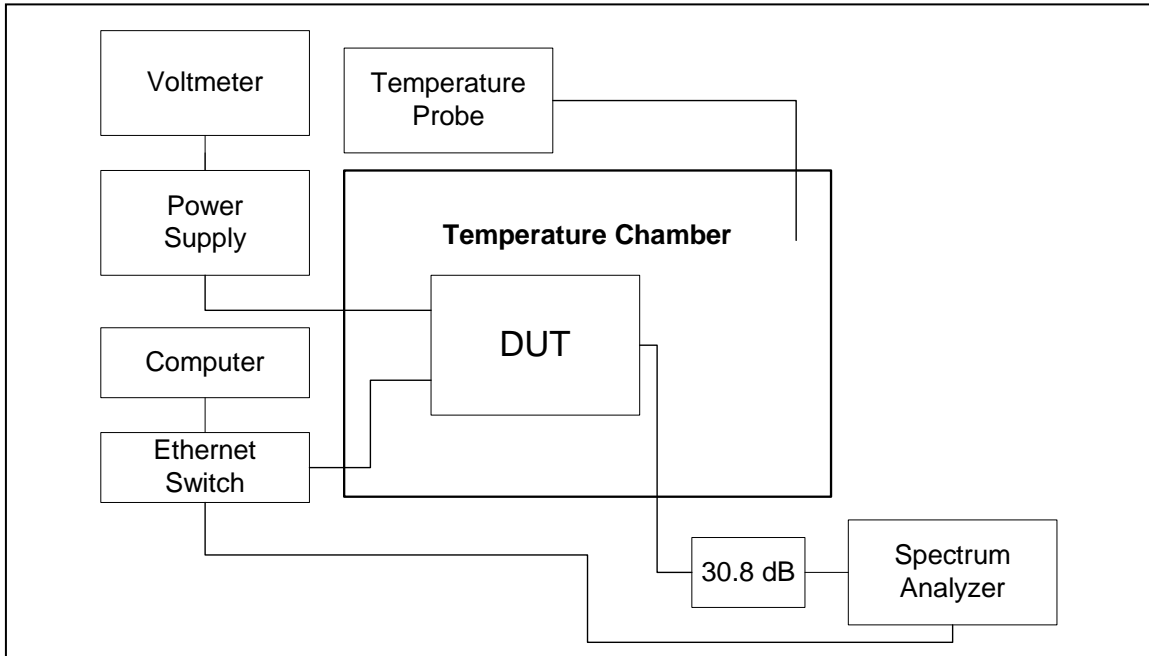 Voltmeter
Temperature
Probe
Power
Supply
Temperature Chamber
DUT
Computer
Ethernet
Switch
30.8 dB
Spectrum
Analyzer